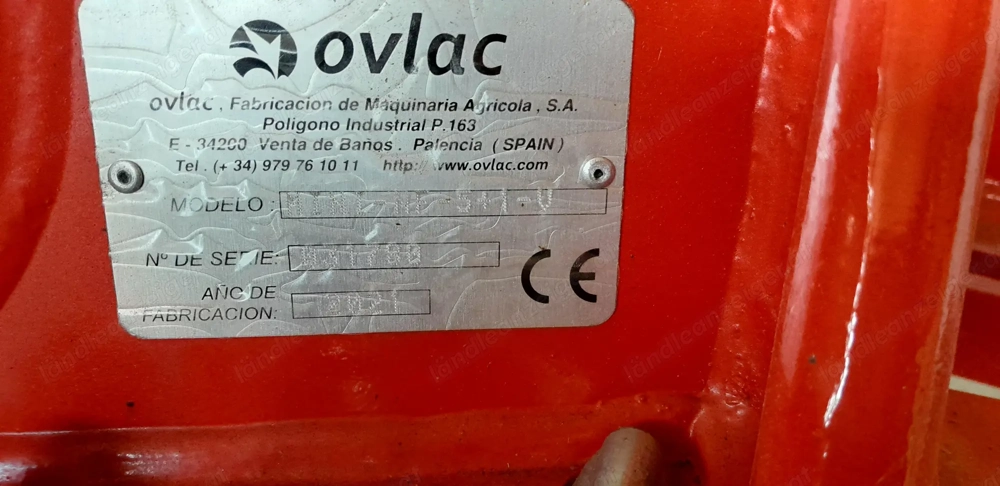 ovlac
ovlac . Fabricacion de Maquinaria Agricola . S.A.
Poligono Industrial P.163
E - 34200 Venta de Baños . Palencia ( SPAIN )
Tel . (+ 34) 979 76 10 11 http:// www.ovlac.com
MODELO :
Nº DE SERIE:
CE
AÑO DE
FABRICACION: 2021